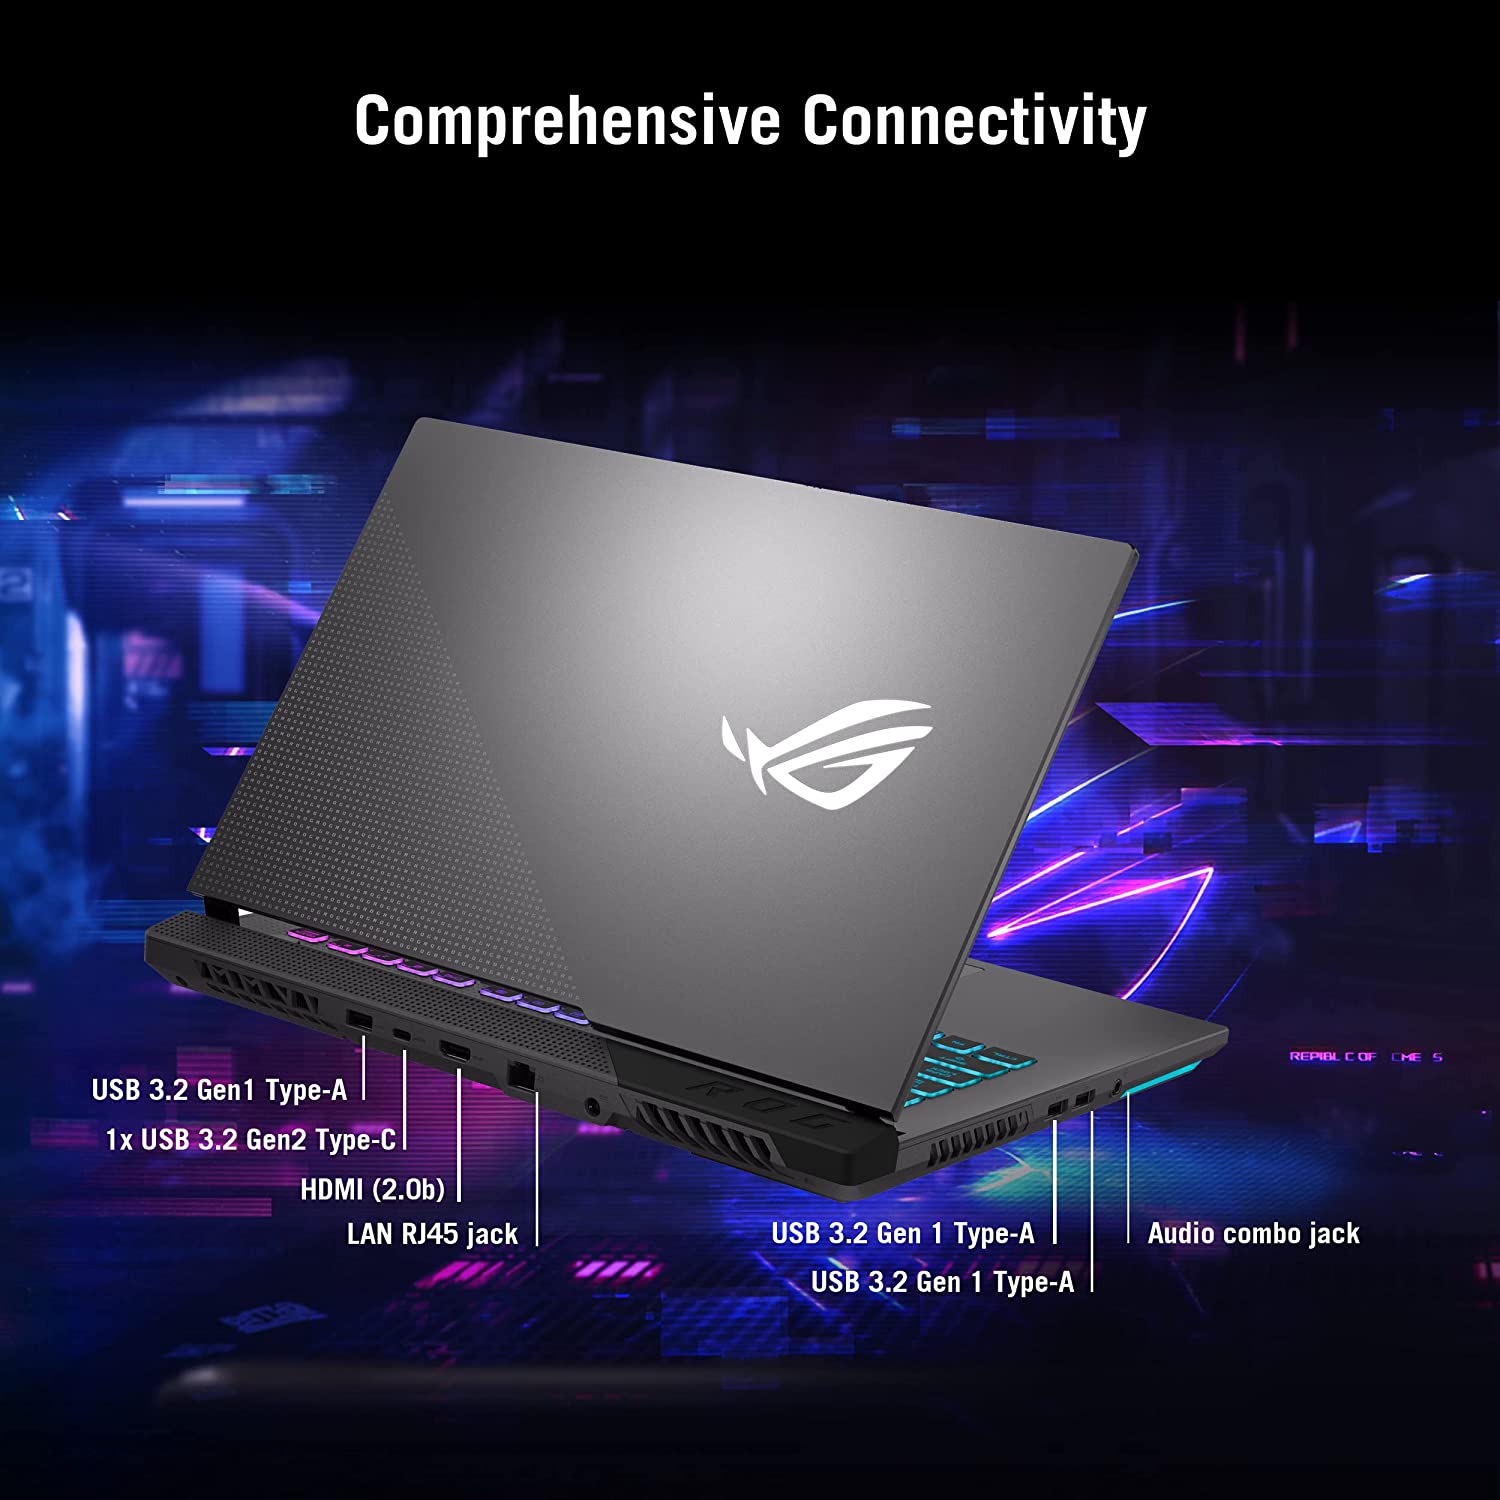 Comprehensive Connectivity
USB 3.2 Gen1 Type-A
1x USB 3.2 Gen2 Type-C
HDMI (2.0b)
LAN RJ45 jack
ROG
USB 3.2 Gen 1 Type-A
USB 3.2 Gen 1 Type-A
Audio combo jack